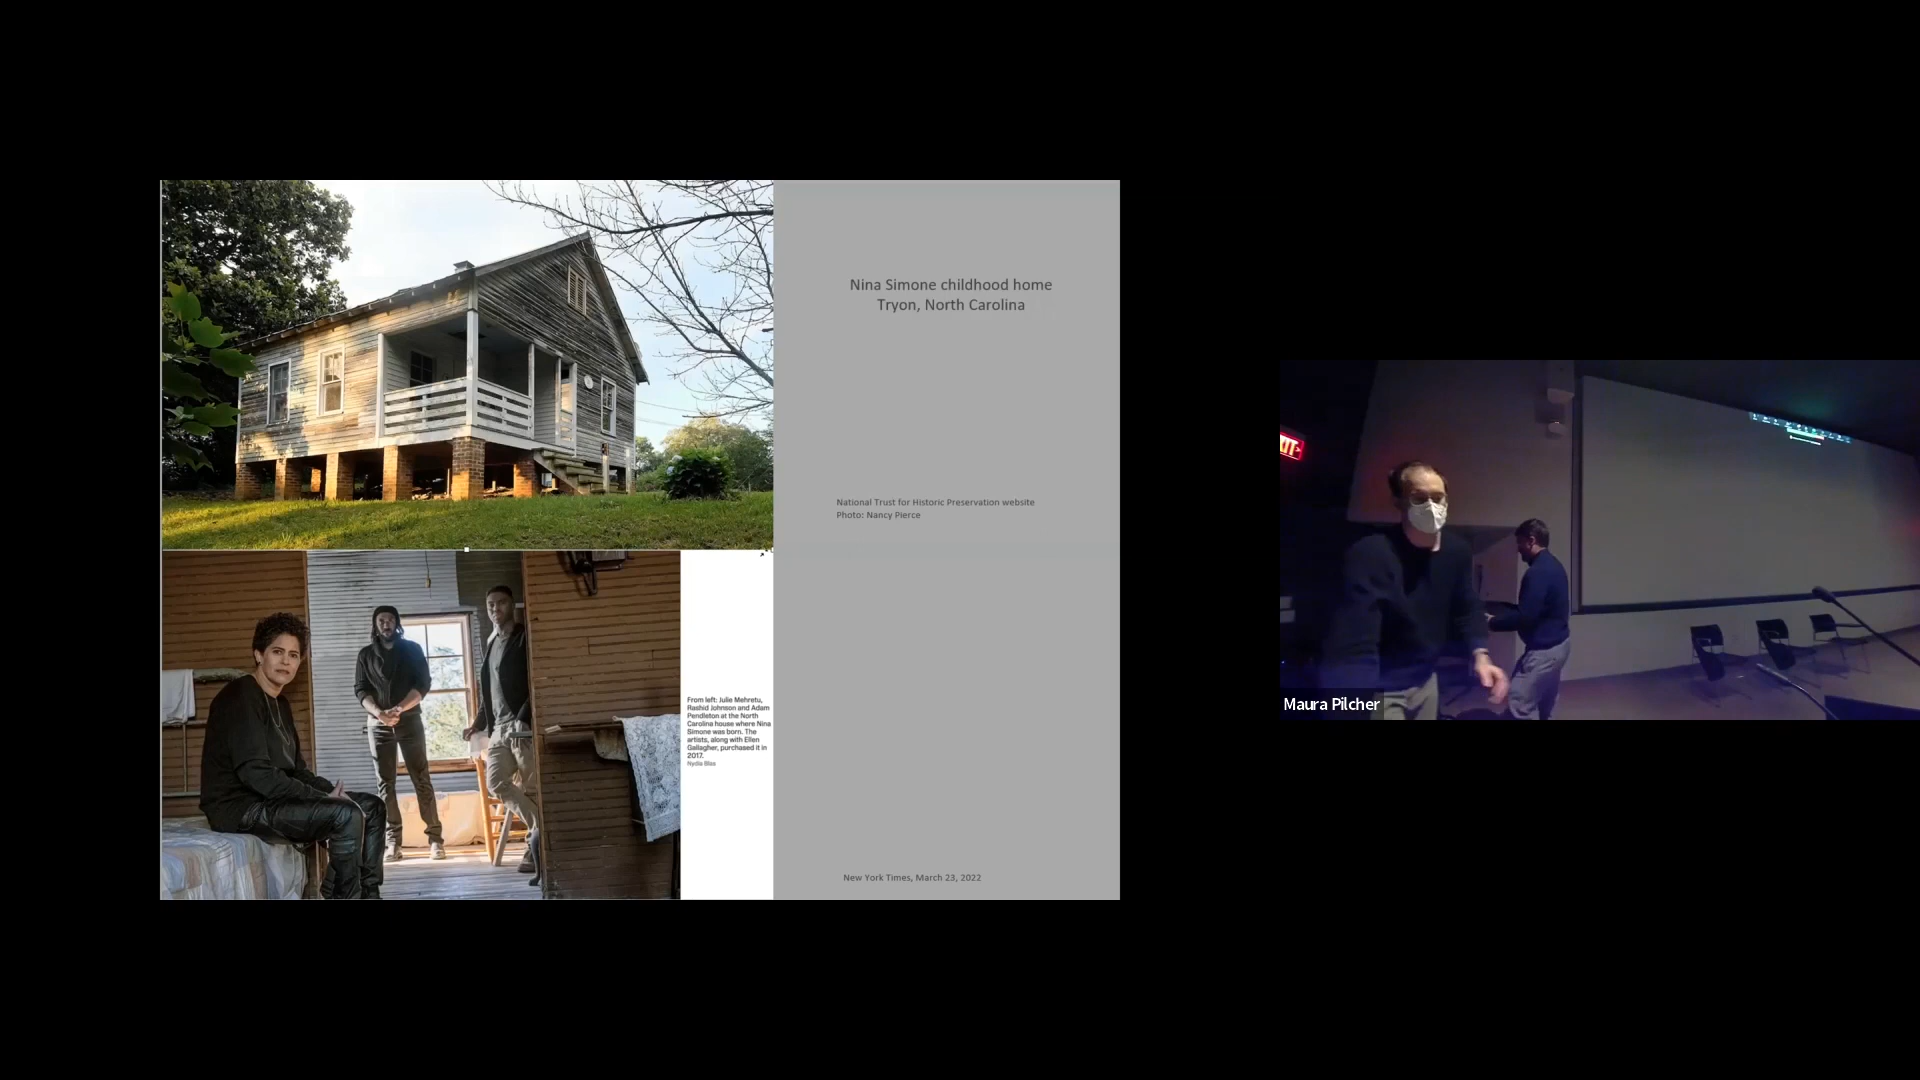 Nina Simone childhood home
Tryon, North Carolina
National Trust for Historic Preservation website
Photo: Nancy Pierce
From left: Julie Mehretu,
Rashid Johnson and Adam
Pendleton at the North
Carolina house where Nina
Simone was born. The
artists, along with Ellen
Gallagher, purchased it in
2017.
Nydia Blas
New York Times, March 23, 2022
Maura Pilcher